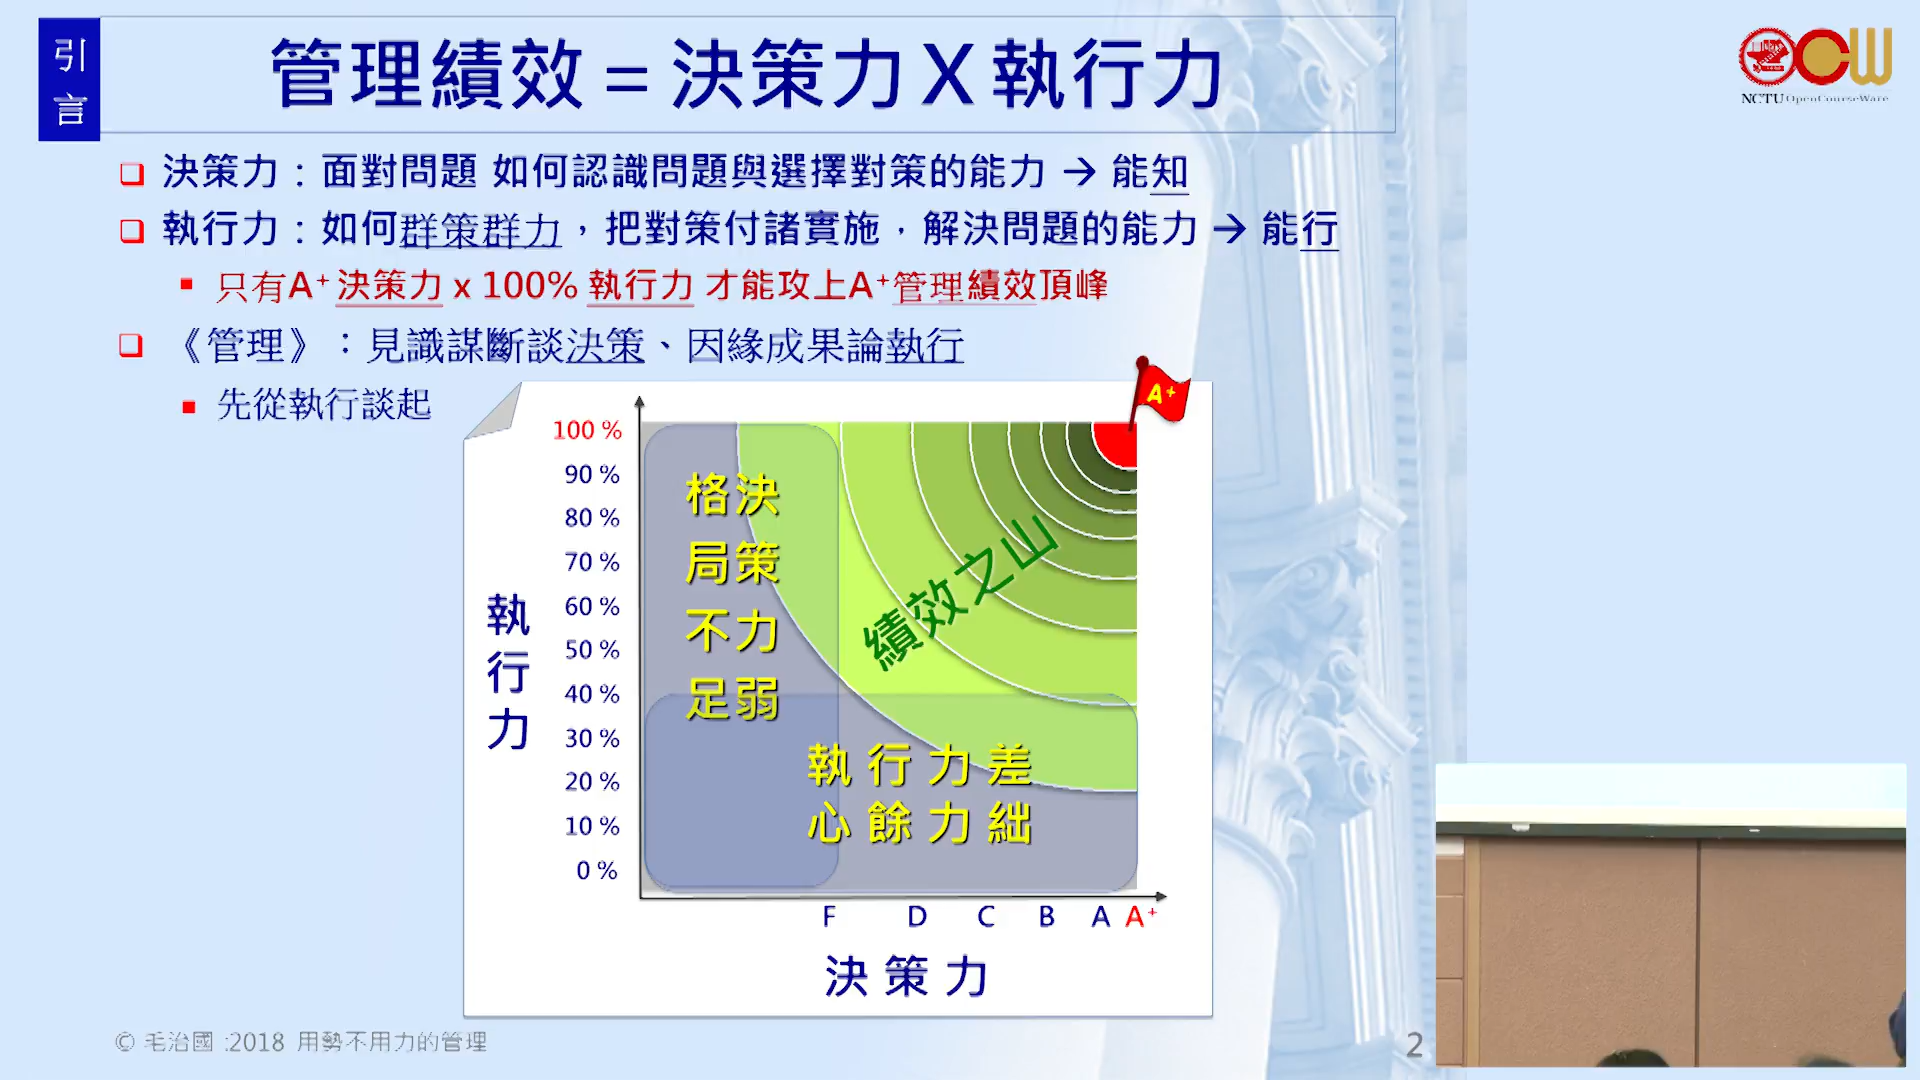 引言
管理績效 = 決策力 X 執行力
NCTU OpenCourseWare
❑ 決策力：面對問題 如何認識問題與選擇對策的能力 → 能知
❑ 執行力：如何群策群力，把對策付諸實施，解決問題的能力 → 能行
▪ 只有A⁺ 決策力 x 100% 執行力 才能攻上A⁺管理績效頂峰
❑ 《管理》：見識謀斷談決策、因緣成果論執行
▪ 先從執行談起
A⁺
100 %
90 %
80 %
70 %
60 %
50 %
40 %
30 %
20 %
10 %
0 %
執行力
決策力弱
格局不足
績效之山
執行力差
心餘力絀
F D C B A A⁺
決策力
© 毛治國 :2018 用勢不用力的管理
2